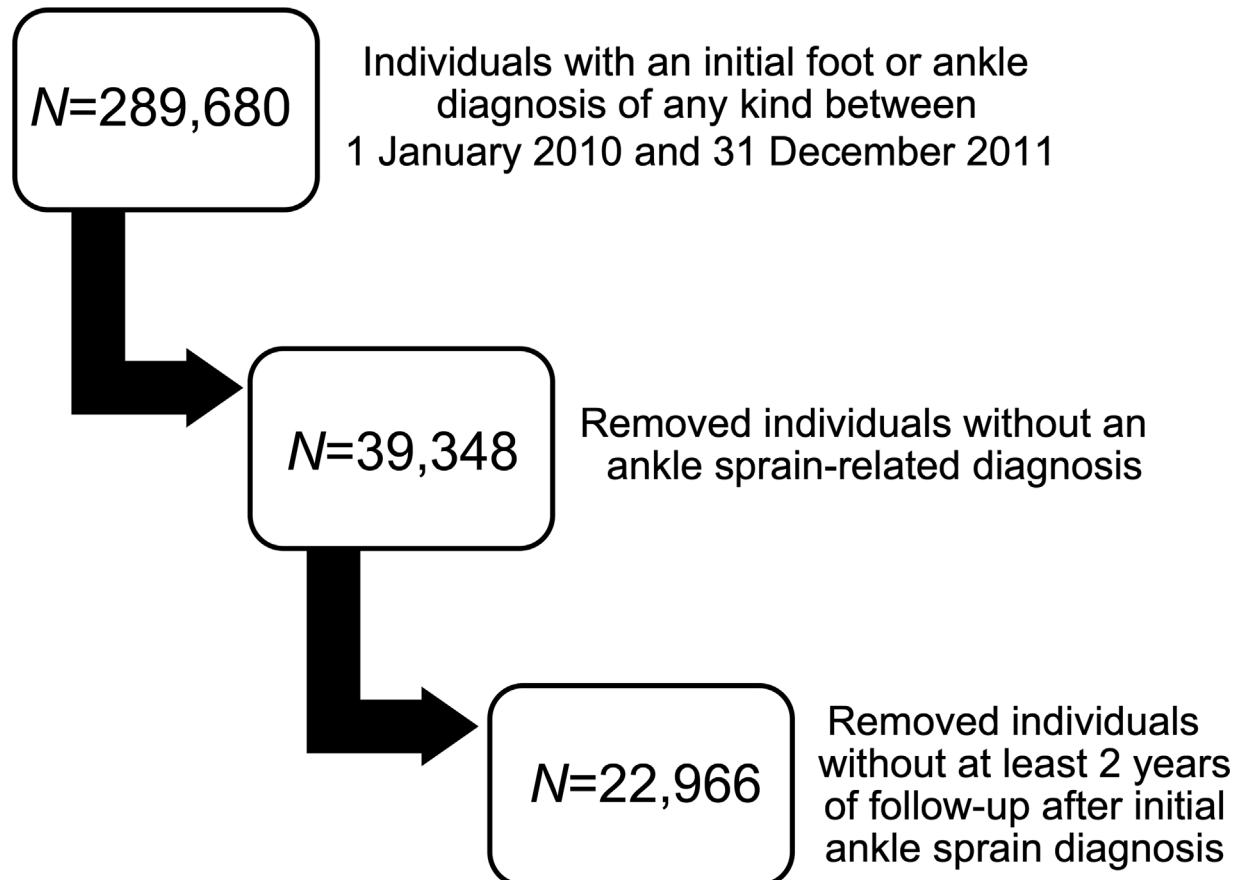 N=289,680
Individuals with an initial foot or ankle
diagnosis of any kind between
1 January 2010 and 31 December 2011
N=39,348
Removed individuals without an
ankle sprain-related diagnosis
N=22,966
Removed individuals
without at least 2 years
of follow-up after initial
ankle sprain diagnosis